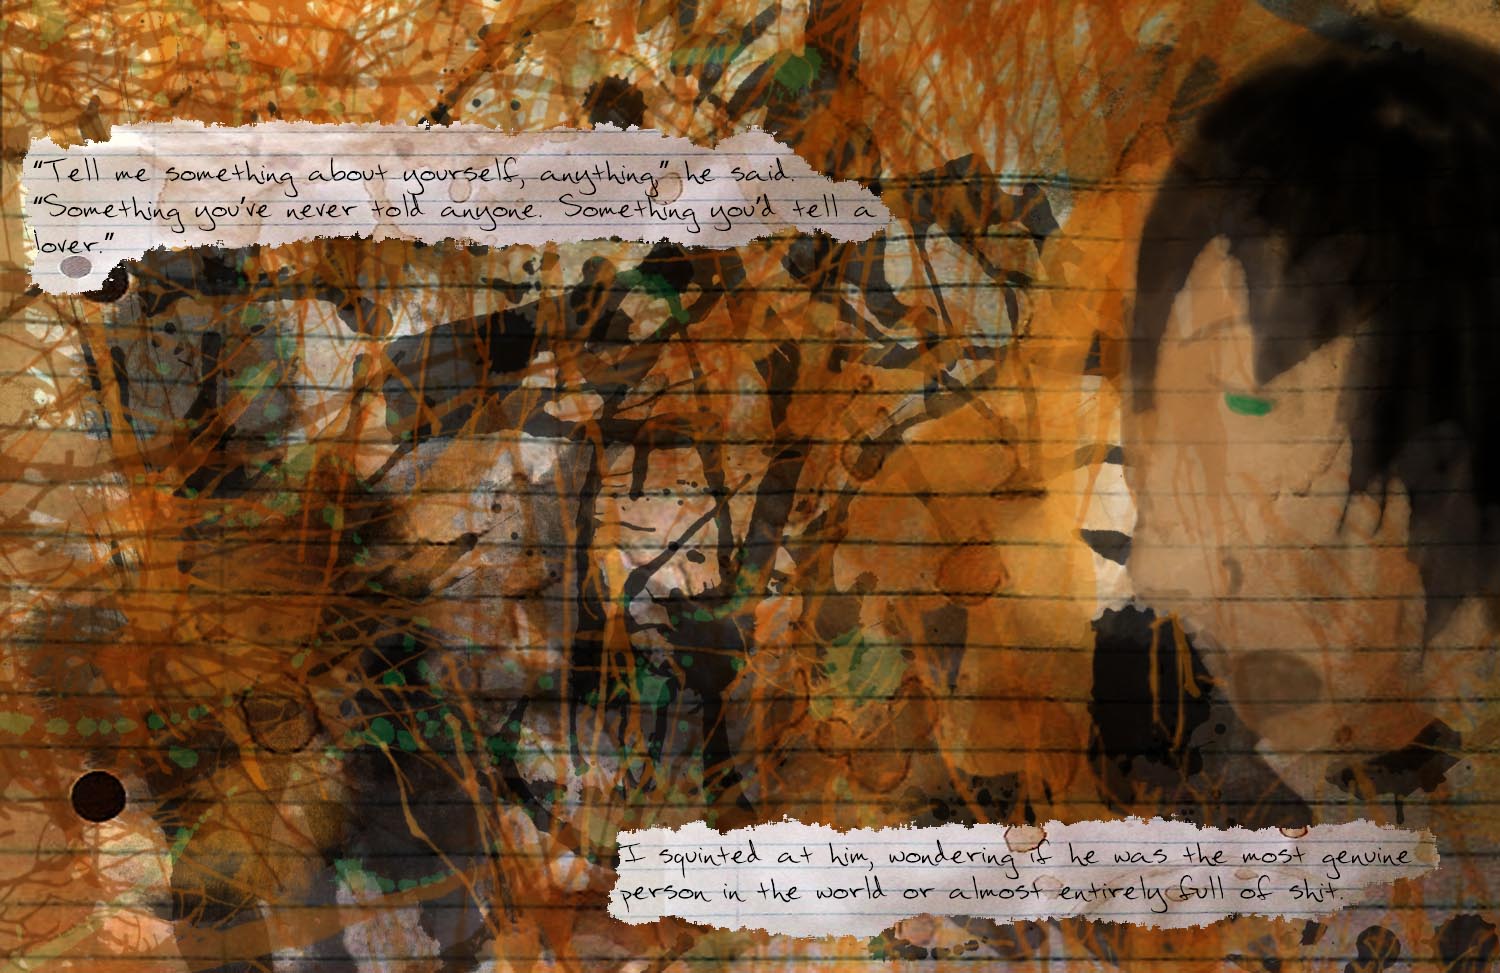 “Tell me something about yourself, anything,” he said.
“Something you’ve never told anyone. Something you’d tell a
lover.”
I squinted at him, wondering if he was the most genuine
person in the world or almost entirely full of shit.